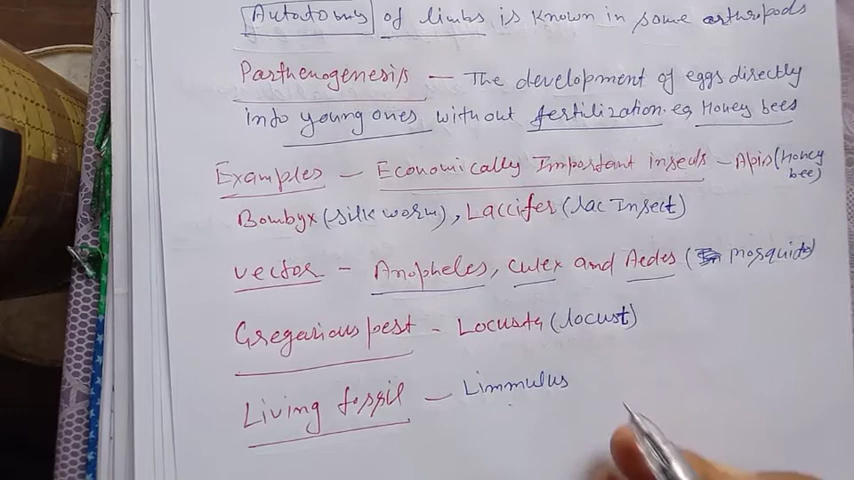 Autotomy of limbs is known in some arthropods
Parthenogenesis — The development of eggs directly
into young ones without fertilization. eg Honey bees
Examples — Economically Important insects – Apis (Honey bee)
Bombyx (silk worm), Laccifer (lac Insect)
vector – Anopheles, culex and Aedes (mosquito)
Gregarious pest – Locusta (locust)
Living fossil — Limmulus